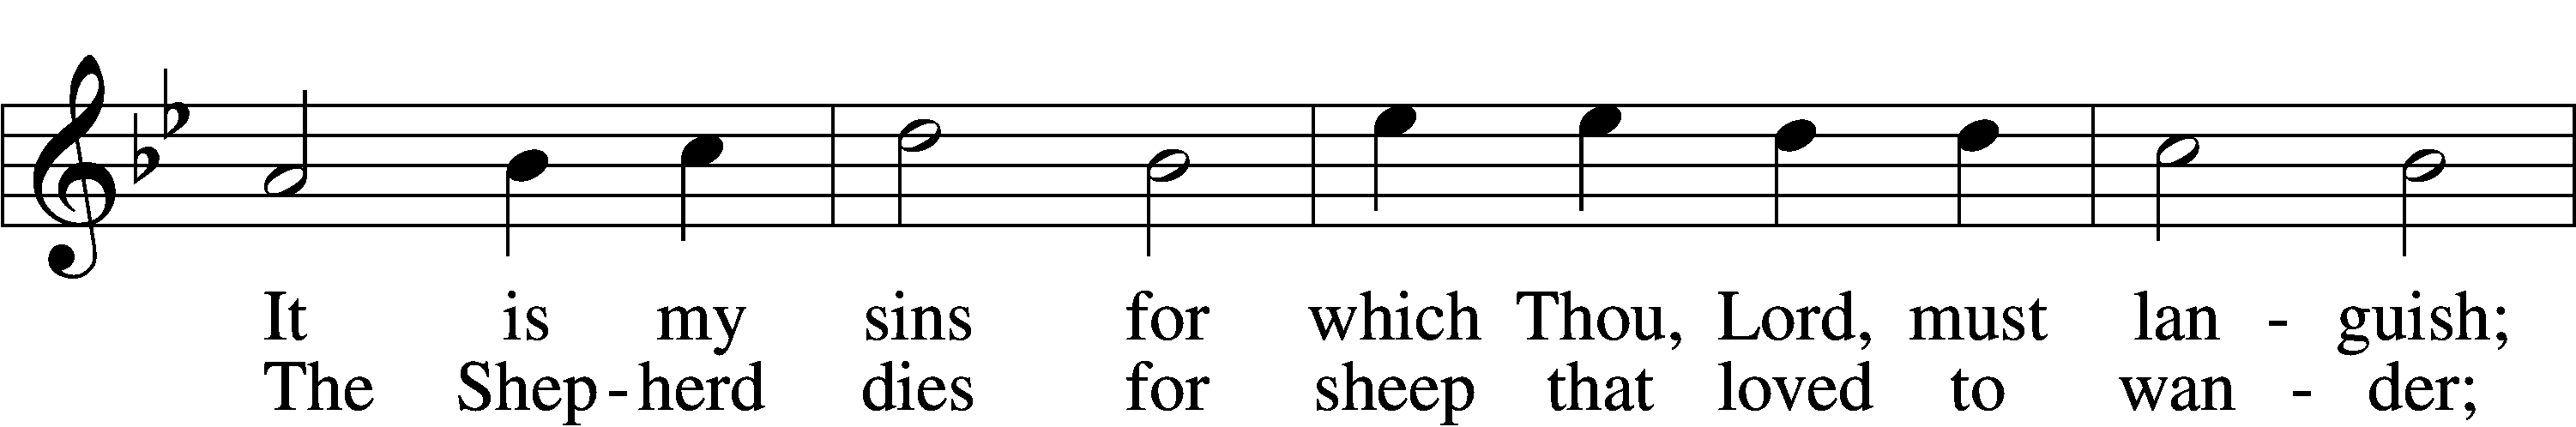 It is my sins for which Thou, Lord, must lan - guish;
The Shep - herd dies for sheep that loved to wan - der;